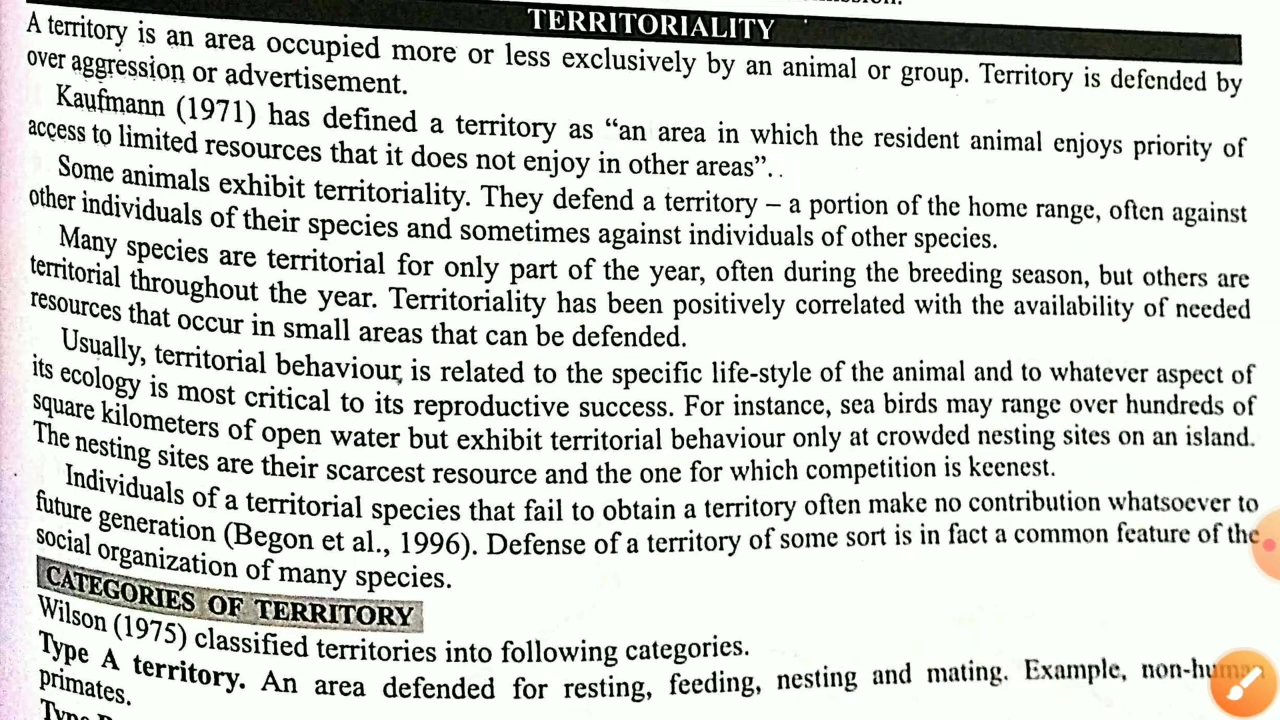 TERRITORIALITY
A territory is an area occupied more or less exclusively by an animal or group. Territory is defended by
over aggression or advertisement.
Kaufmann (1971) has defined a territory as “an area in which the resident animal enjoys priority of
access to limited resources that it does not enjoy in other areas”. .
Some animals exhibit territoriality. They defend a territory – a portion of the home range, often against
other individuals of their species and sometimes against individuals of other species.
Many species are territorial for only part of the year, often during the breeding season, but others are
territorial throughout the year. Territoriality has been positively correlated with the availability of needed
resources that occur in small areas that can be defended.
Usually, territorial behaviour, is related to the specific life-style of the animal and to whatever aspect of
its ecology is most critical to its reproductive success. For instance, sea birds may range over hundreds of
square kilometers of open water but exhibit territorial behaviour only at crowded nesting sites on an island.
The nesting sites are their scarcest resource and the one for which competition is keenest.
Individuals of a territorial species that fail to obtain a territory often make no contribution whatsoever to
future generation (Begon et al., 1996). Defense of a territory of some sort is in fact a common feature of the
social organization of many species.
CATEGORIES OF TERRITORY
Wilson (1975) classified territories into following categories.
Type A territory. An area defended for resting, feeding, nesting and mating. Example, non-human
primates.